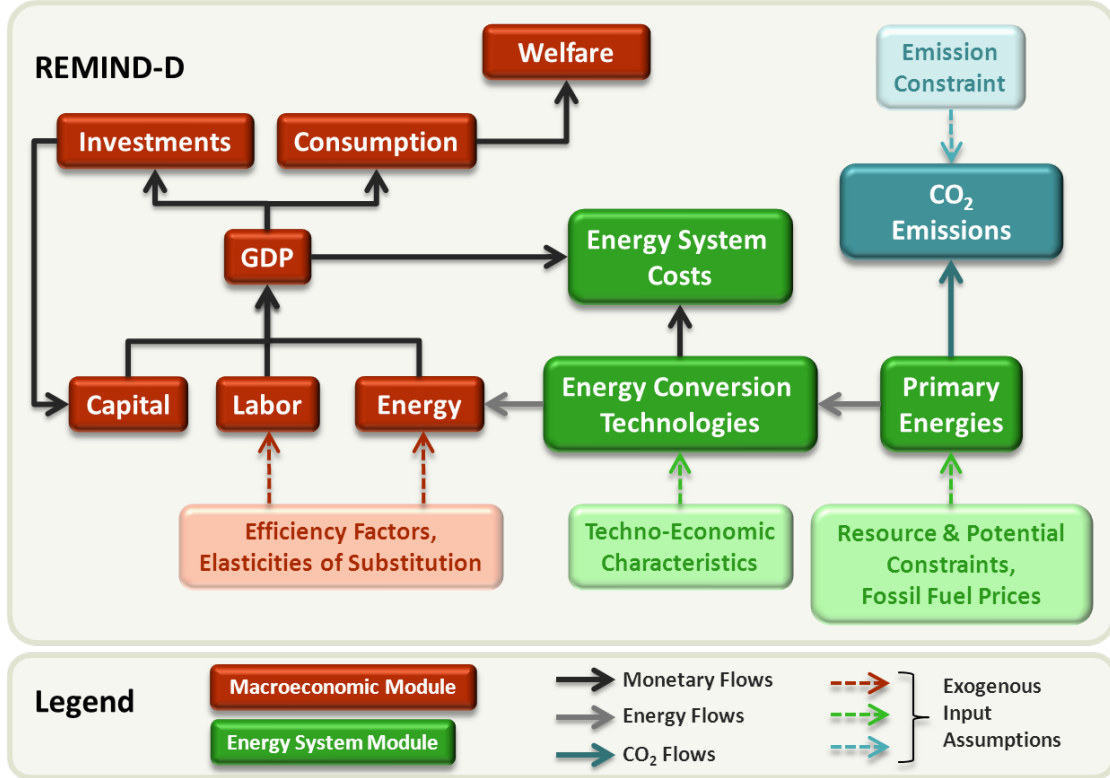 REMIND-D
Welfare
Emission
Constraint
Investments
Consumption
CO₂
Emissions
GDP
Energy System
Costs
Capital
Labor
Energy
Energy Conversion
Technologies
Primary
Energies
Efficiency Factors,
Elasticities of Substitution
Techno-Economic
Characteristics
Resource & Potential
Constraints,
Fossil Fuel Prices
Legend
Macroeconomic Module
Energy System Module
Monetary Flows
Energy Flows
CO₂ Flows
Exogenous
Input
Assumptions